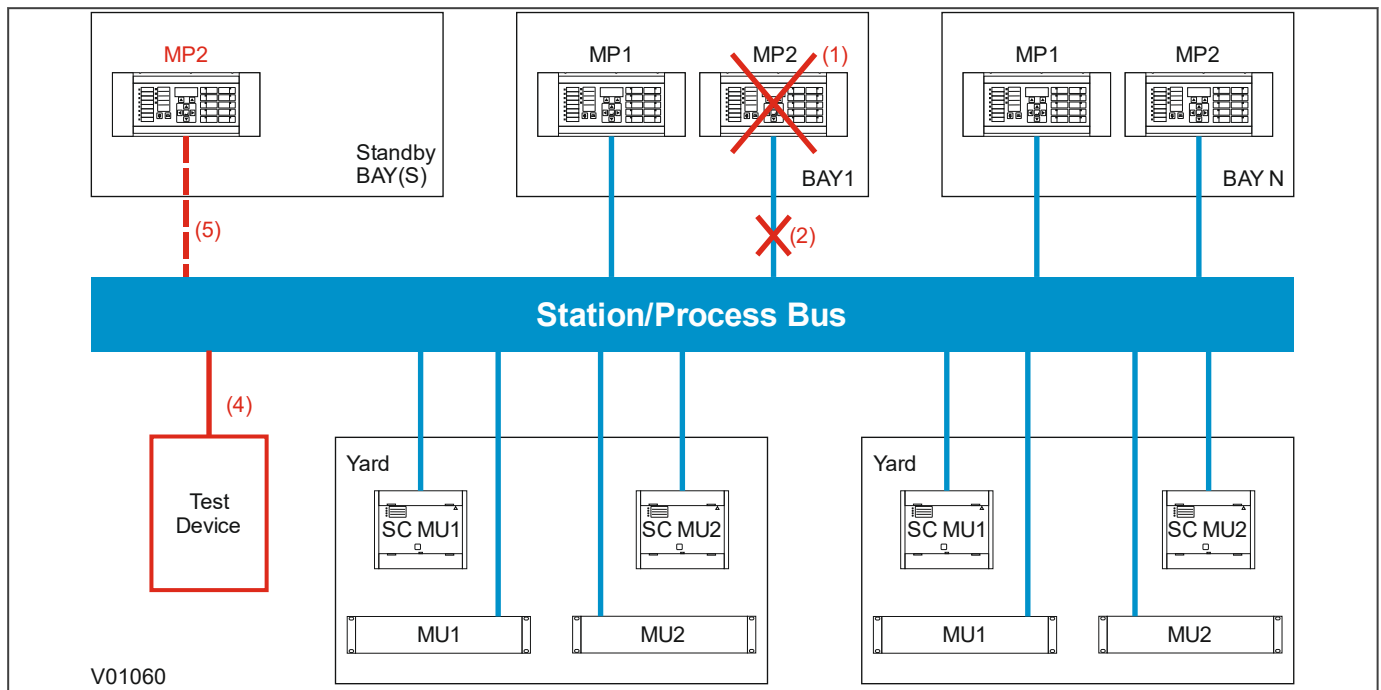 MP2
MP1
MP2
(1)
MP1
MP2
Standby
BAY(S)
BAY1
BAY N
(5)
(2)
Station/Process Bus
(4)
Test
Device
Yard
SC MU1
SC MU2
MU1
MU2
Yard
SC MU1
SC MU2
MU1
MU2
V01060